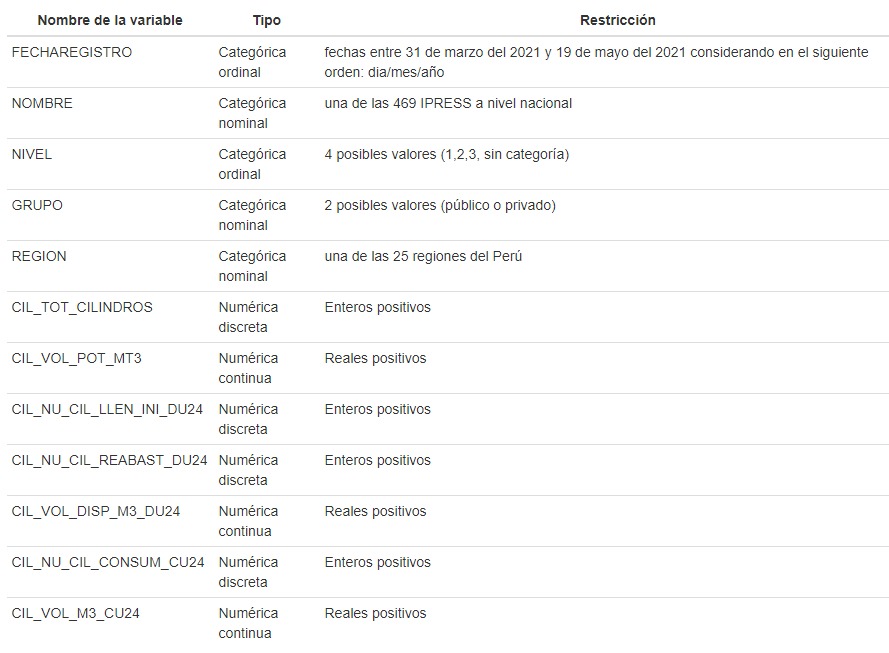 Nombre de la variable Tipo Restricción
FECHAREGISTRO Categórica ordinal fechas entre 31 de marzo del 2021 y 19 de mayo del 2021 considerando en el siguiente orden: dia/mes/año
NOMBRE Categórica nominal una de las 469 IPRESS a nivel nacional
NIVEL Categórica ordinal 4 posibles valores (1,2,3, sin categoría)
GRUPO Categórica nominal 2 posibles valores (público o privado)
REGION Categórica nominal una de las 25 regiones del Perú
CIL_TOT_CILINDROS Numérica discreta Enteros positivos
CIL_VOL_POT_MT3 Numérica continua Reales positivos
CIL_NU_CIL_LLEN_INI_DU24 Numérica discreta Enteros positivos
CIL_NU_CIL_REABAST_DU24 Numérica discreta Enteros positivos
CIL_VOL_DISP_M3_DU24 Numérica continua Reales positivos
CIL_NU_CIL_CONSUM_CU24 Numérica discreta Enteros positivos
CIL_VOL_M3_CU24 Numérica continua Reales positivos